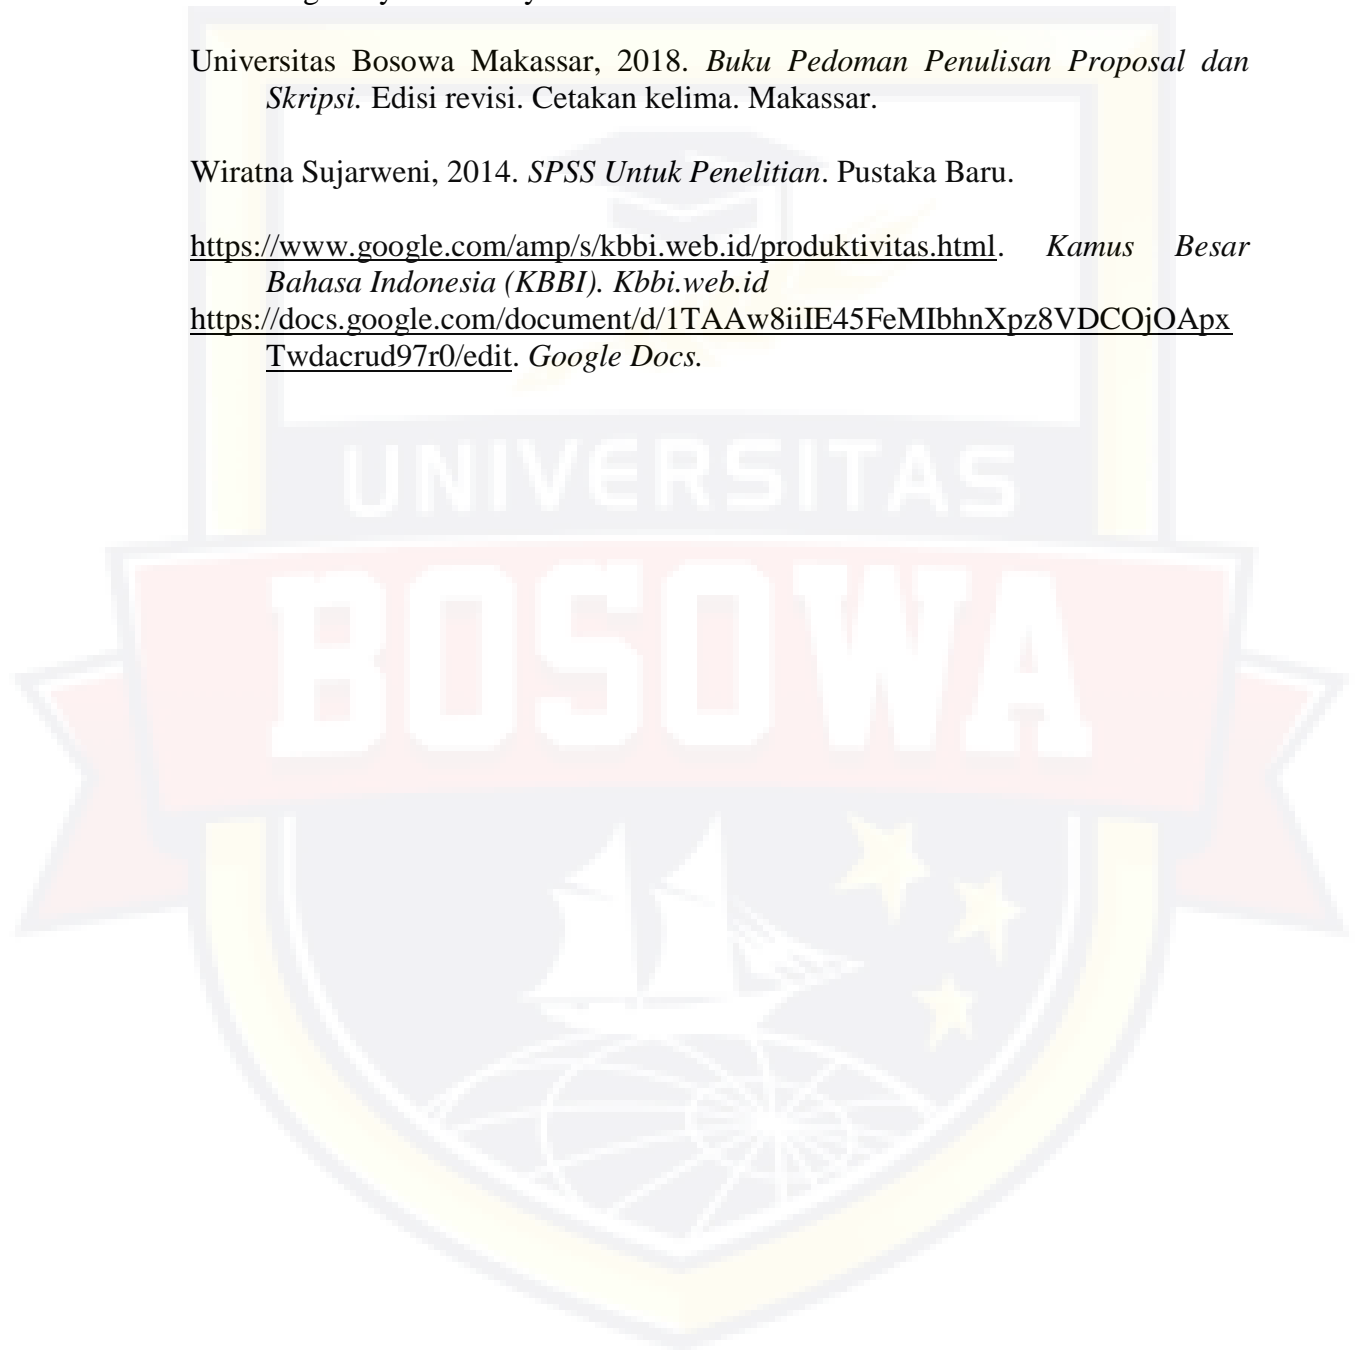 Universitas Bosowa Makassar, 2018. Buku Pedoman Penulisan Proposal dan
Skripsi. Edisi revisi. Cetakan kelima. Makassar.
Wiratna Sujarweni, 2014. SPSS Untuk Penelitian. Pustaka Baru.
https://www.google.com/amp/s/kbbi.web.id/produktivitas.html. Kamus Besar
Bahasa Indonesia (KBBI). Kbbi.web.id
https://docs.google.com/document/d/1TAAw8iiIE45FeMIbhnXpz8VDCOjOApx
Twdacrud97r0/edit. Google Docs.
UNIVERSITAS
BOSOWA